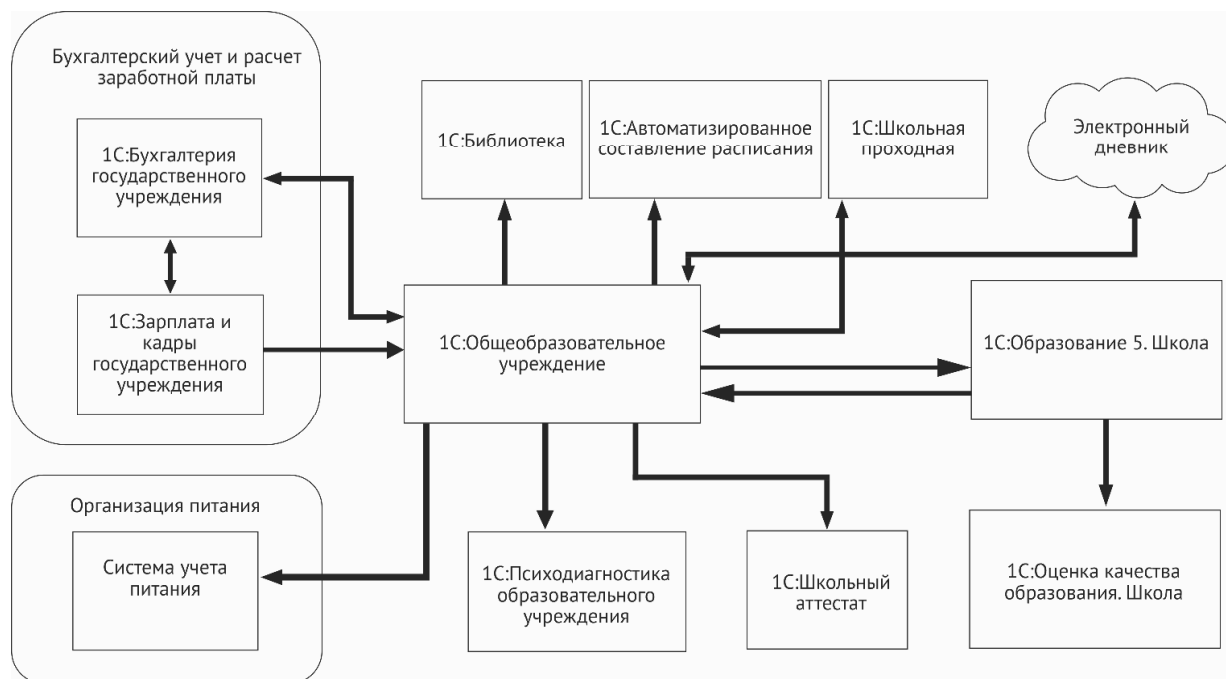 Бухгалтерский учет и расчет
заработной платы
1С:Бухгалтерия
государственного
учреждения
1С:Зарплата и
кадры
государственного
учреждения
1С:Библиотека
1С:Автоматизированное
составление расписания
1С:Школьная
проходная
Электронный
дневник
1С:Общеобразовательное
учреждение
1С:Образование 5. Школа
Организация питания
Система учета
питания
1С:Психодиагностика
образовательного
учреждения
1С:Школьный
аттестат
1С:Оценка качества
образования. Школа